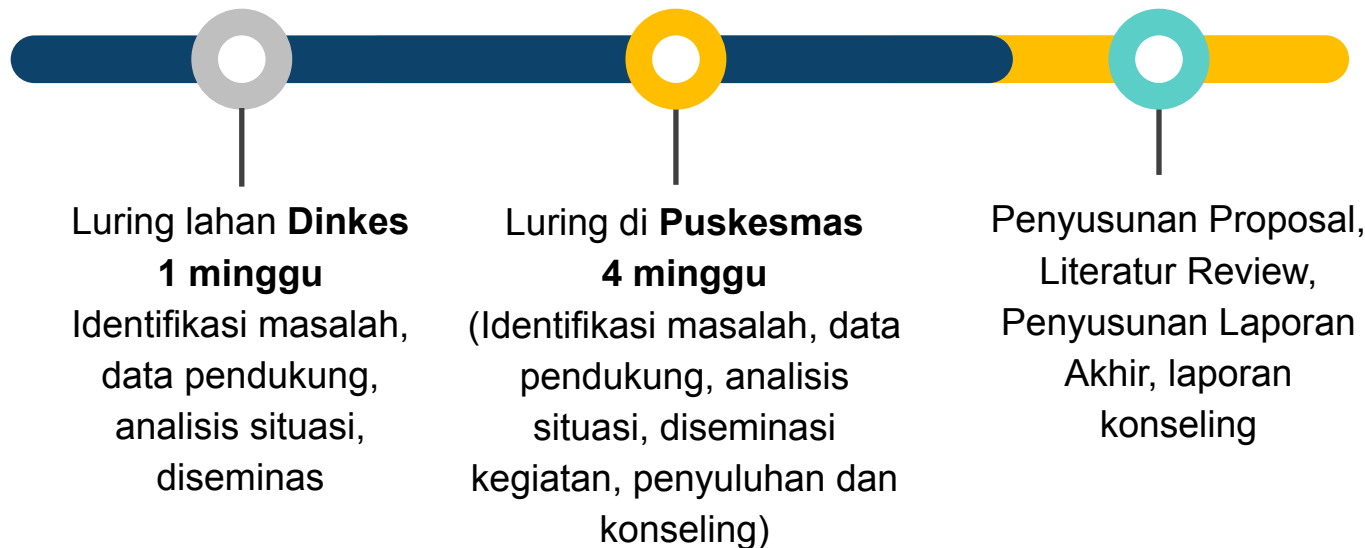 Luring lahan Dinkes
1 minggu
Identifikasi masalah,
data pendukung,
analisis situasi,
diseminas
Luring di Puskesmas
4 minggu
(Identifikasi masalah, data
pendukung, analisis
situasi, diseminasi
kegiatan, penyuluhan dan
konseling)
Penyusunan Proposal,
Literatur Review,
Penyusunan Laporan
Akhir, laporan
konseling